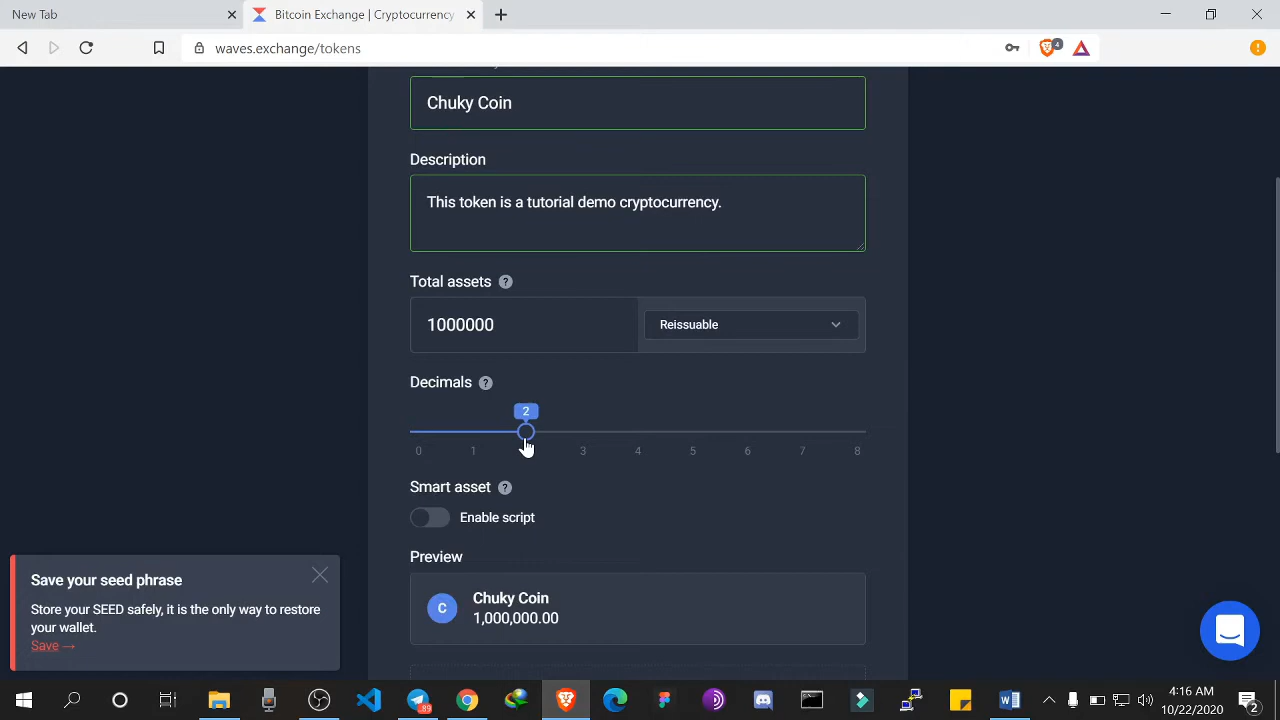 New Tab
Bitcoin Exchange | Cryptocurrency
waves.exchange/tokens
4
Chuky Coin
Description
This token is a tutorial demo cryptocurrency.
Total assets ?
1000000
Reissuable
Decimals ?
2
0 1 3 4 5 6 7 8
Smart asset ?
Enable script
Preview
C
Chuky Coin
1,000,000.00
Save your seed phrase
Store your SEED safely, it is the only way to restore
your wallet.
Save →
89
4:16 AM
10/22/2020
2